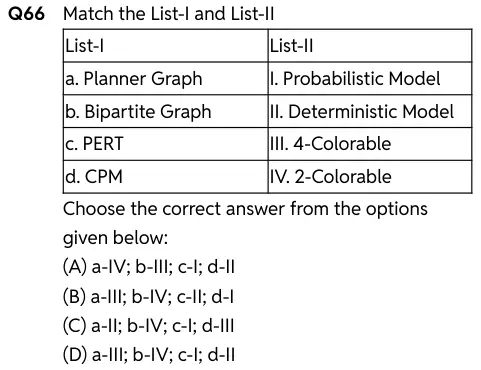 Q66 Match the List-I and List-II
List-I List-II
a. Planner Graph I. Probabilistic Model
b. Bipartite Graph II. Deterministic Model
c. PERT III. 4-Colorable
d. CPM IV. 2-Colorable
Choose the correct answer from the options
given below:
(A) a-IV; b-III; c-I; d-II
(B) a-III; b-IV; c-II; d-I
(C) a-II; b-IV; c-I; d-III
(D) a-III; b-IV; c-I; d-II